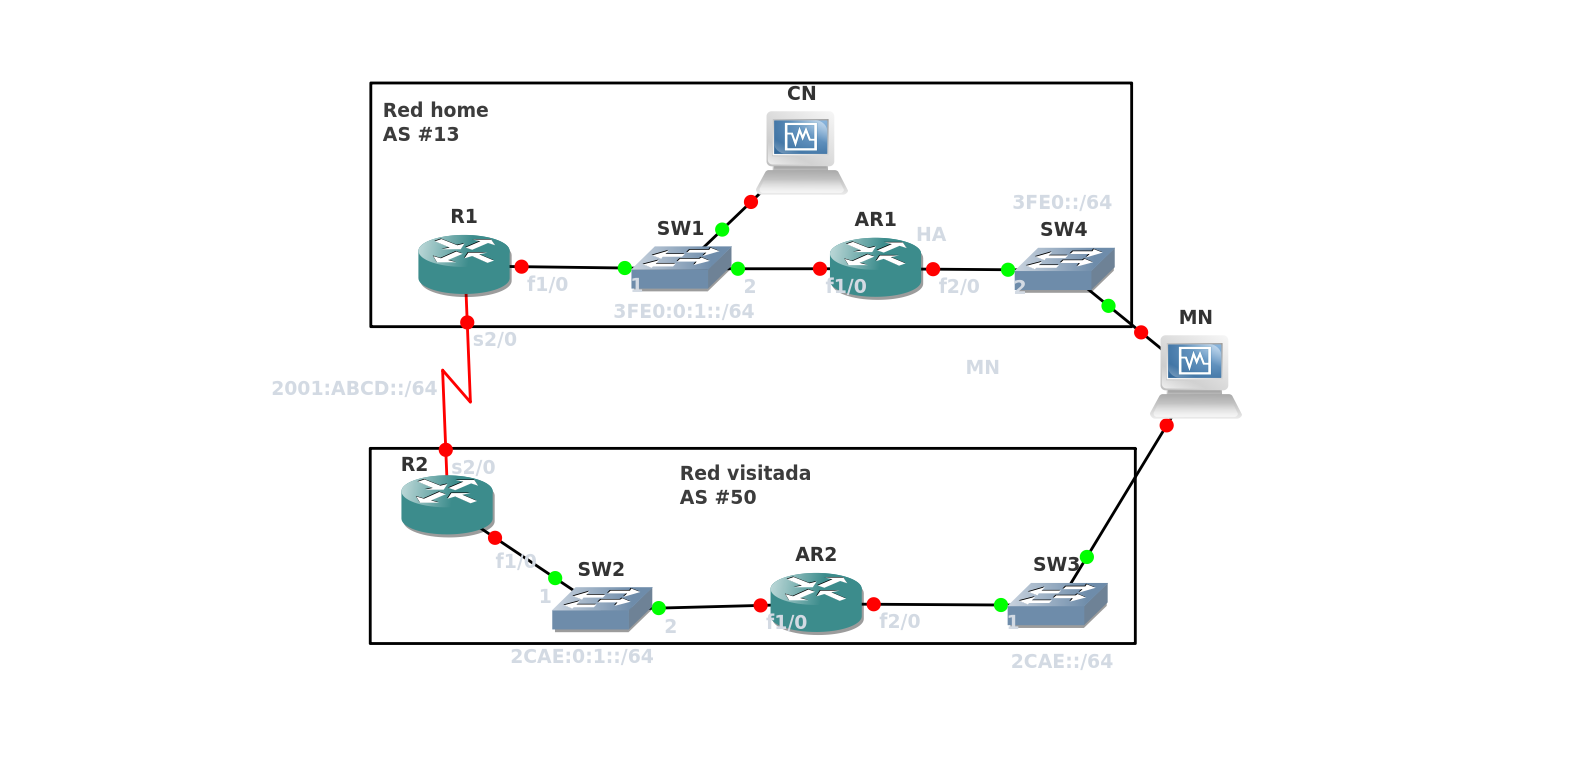 CN
Red home
AS #13
3FE0::/64
R1
SW1
AR1
HA
SW4
f1/0
1
2
f1/0
f2/0
2
3FE0:0:1::/64
MN
s2/0
MN
2001:ABCD::/64
R2
s2/0
Red visitada
AS #50
f1/0
SW2
AR2
SW3
1
2
f1/0
f2/0
1
2CAE:0:1::/64
2CAE::/64